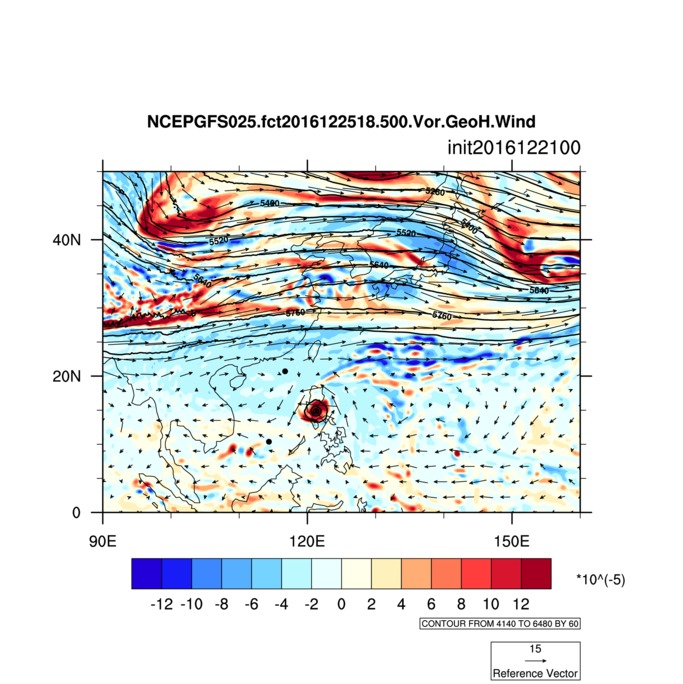 NCEPGFS025.fct2016122518.500.Vor.GeoH.Wind
init2016122100
5260
5400
5400
40N
5520
5520
5640
5640
5640
5760
5760
20N
0
90E 120E 150E
-12 -10 -8 -6 -4 -2 0 2 4 6 8 10 12
*10^(-5)
CONTOUR FROM 4140 TO 6480 BY 60
15
Reference Vector